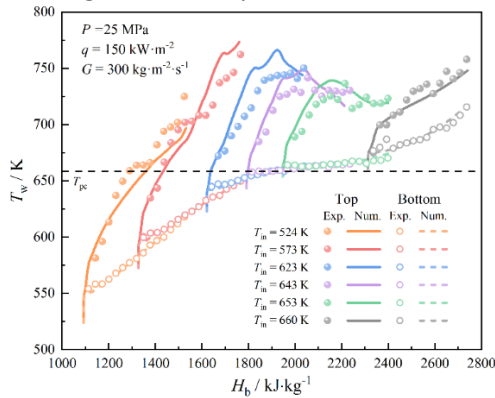 P = 25 MPa
q = 150 kW·m⁻²
G = 300 kg·m⁻²·s⁻¹
800
750
700
650
600
550
500
T_w / K
T_pc
Top Bottom
Exp. Num. Exp. Num.
T_in = 524 K
T_in = 573 K
T_in = 623 K
T_in = 643 K
T_in = 653 K
T_in = 660 K
1000 1200 1400 1600 1800 2000 2200 2400 2600 2800
H_b / kJ·kg⁻¹